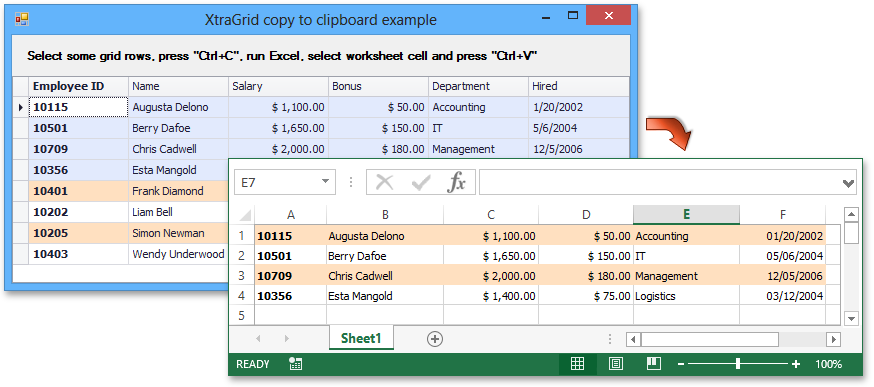 XtraGrid copy to clipboard example
Select some grid rows, press "Ctrl+C", run Excel, select worksheet cell and press "Ctrl+V"
Employee ID Name Salary Bonus Department Hired
10115 Augusta Delono $ 1,100.00 $ 50.00 Accounting 1/20/2002
10501 Berry Dafoe $ 1,650.00 $ 150.00 IT 5/6/2004
10709 Chris Cadwell $ 2,000.00 $ 180.00 Management 12/5/2006
10356 Esta Mangold
10401 Frank Diamond
10202 Liam Bell
10205 Simon Newman
10403 Wendy Underwood
E7 fx
A B C D E F
1 10115 Augusta Delono $ 1,100.00 $ 50.00 Accounting 01/20/2002
2 10501 Berry Dafoe $ 1,650.00 $ 150.00 IT 05/06/2004
3 10709 Chris Cadwell $ 2,000.00 $ 180.00 Management 12/05/2006
4 10356 Esta Mangold $ 1,400.00 $ 75.00 Logistics 03/12/2004
5
Sheet1
READY 100%